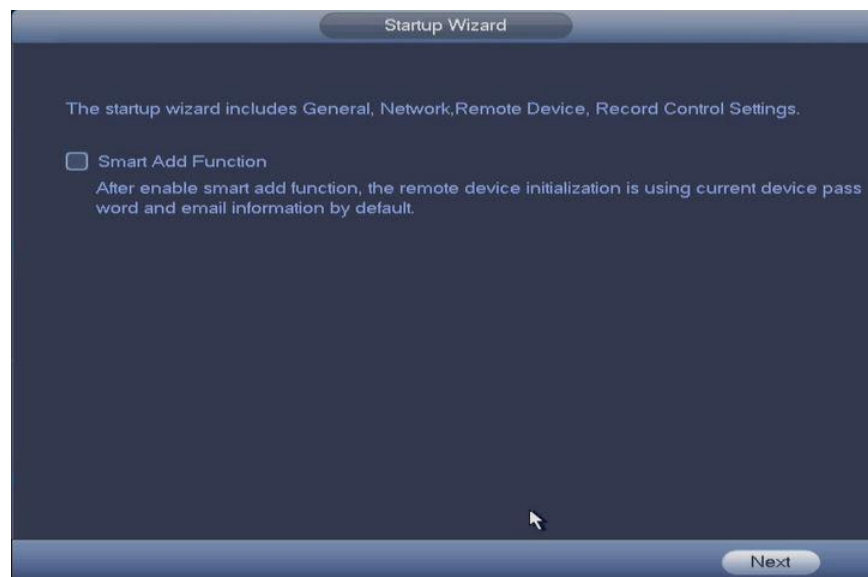 Startup Wizard
The startup wizard includes General, Network,Remote Device, Record Control Settings.
Smart Add Function
After enable smart add function, the remote device initialization is using current device pass
word and email information by default.
Next